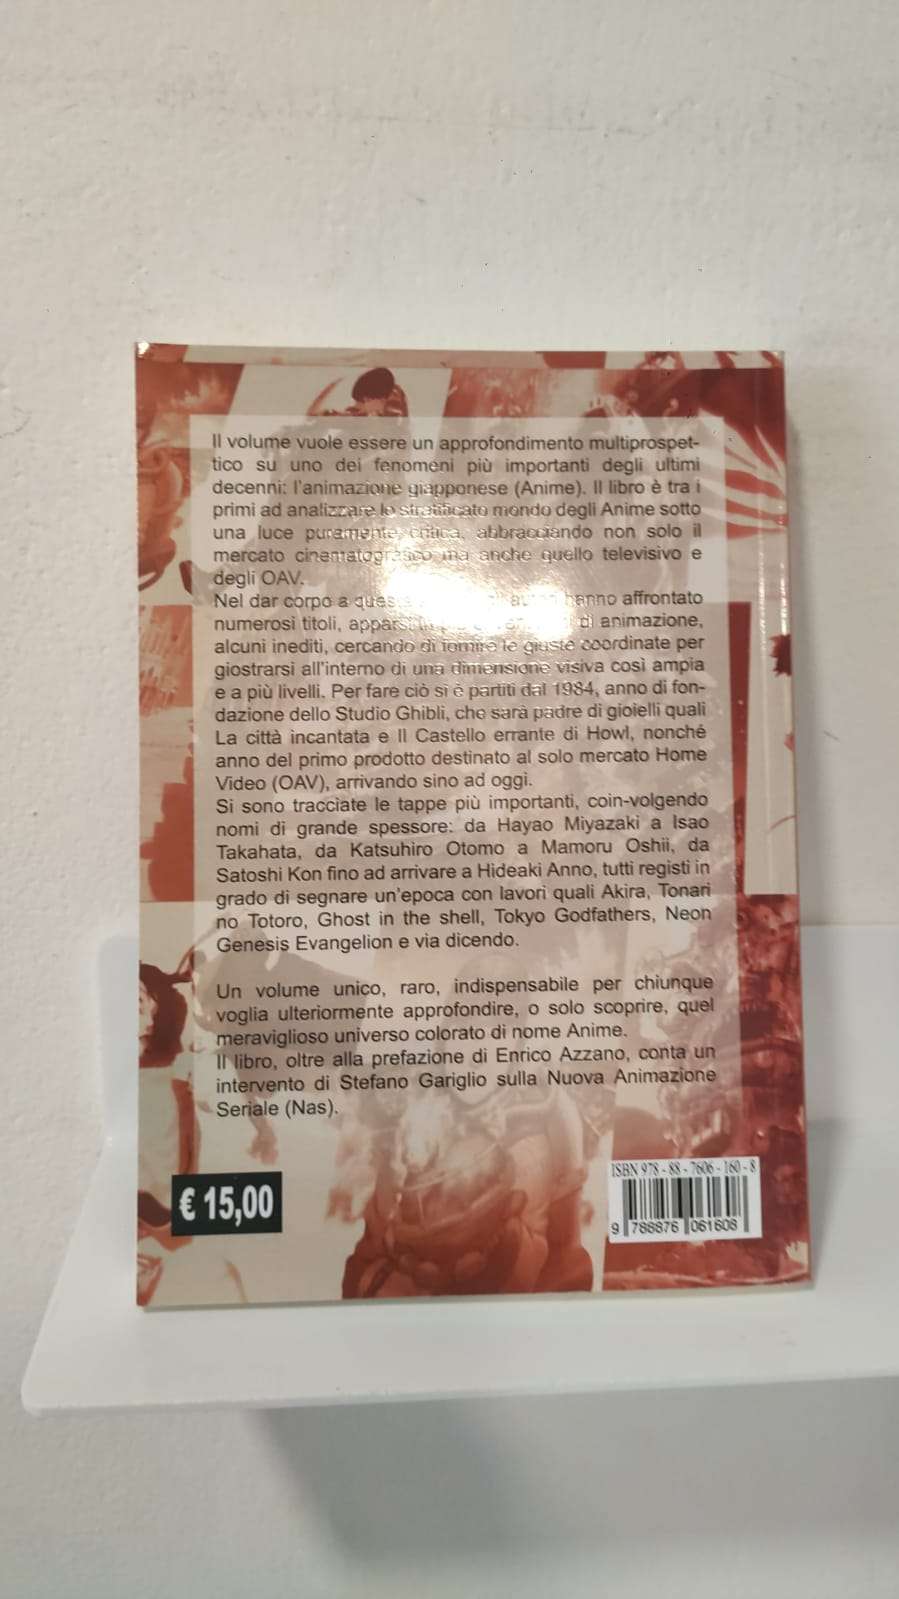 Il volume vuole essere un approfondimento multiprospet-
tico su uno dei fenomeni più importanti degli ultimi
decenni: l'animazione giapponese (Anime). Il libro è tra i
primi ad analizzare lo stratificato mondo degli Anime sotto
una luce puramente critica, abbracciando non solo il
mercato cinematografico ma anche quello televisivo e
degli OAV.
Nel dar corpo a questa hanno affrontato
numerosi titoli, di animazione,
alcuni inediti, cercando di fornire le giuste coordinate per
giostrarsi all'interno di una dimensione visiva così ampia
e a più livelli. Per fare ciò si è partiti dal 1984, anno di fon-
dazione dello Studio Ghibli, che sarà padre di gioielli quali
La città incantata e Il Castello errante di Howl, nonché
anno del primo prodotto destinato al solo mercato Home
Video (OAV), arrivando sino ad oggi.
Si sono tracciate le tappe più importanti, coin-volgendo
nomi di grande spessore: da Hayao Miyazaki a Isao
Takahata, da Katsuhiro Otomo a Mamoru Oshii, da
Satoshi Kon fino ad arrivare a Hideaki Anno, tutti registi in
grado di segnare un'epoca con lavori quali Akira, Tonari
no Totoro, Ghost in the shell, Tokyo Godfathers, Neon
Genesis Evangelion e via dicendo.
Un volume unico, raro, indispensabile per chiunque
voglia ulteriormente approfondire, o solo scoprire, quel
meraviglioso universo colorato di nome Anime.
Il libro, oltre alla prefazione di Enrico Azzano, conta un
intervento di Stefano Gariglio sulla Nuova Animazione
Seriale (Nas).
€ 15,00
ISBN 978-88-7606-160-8
9 788876 061608